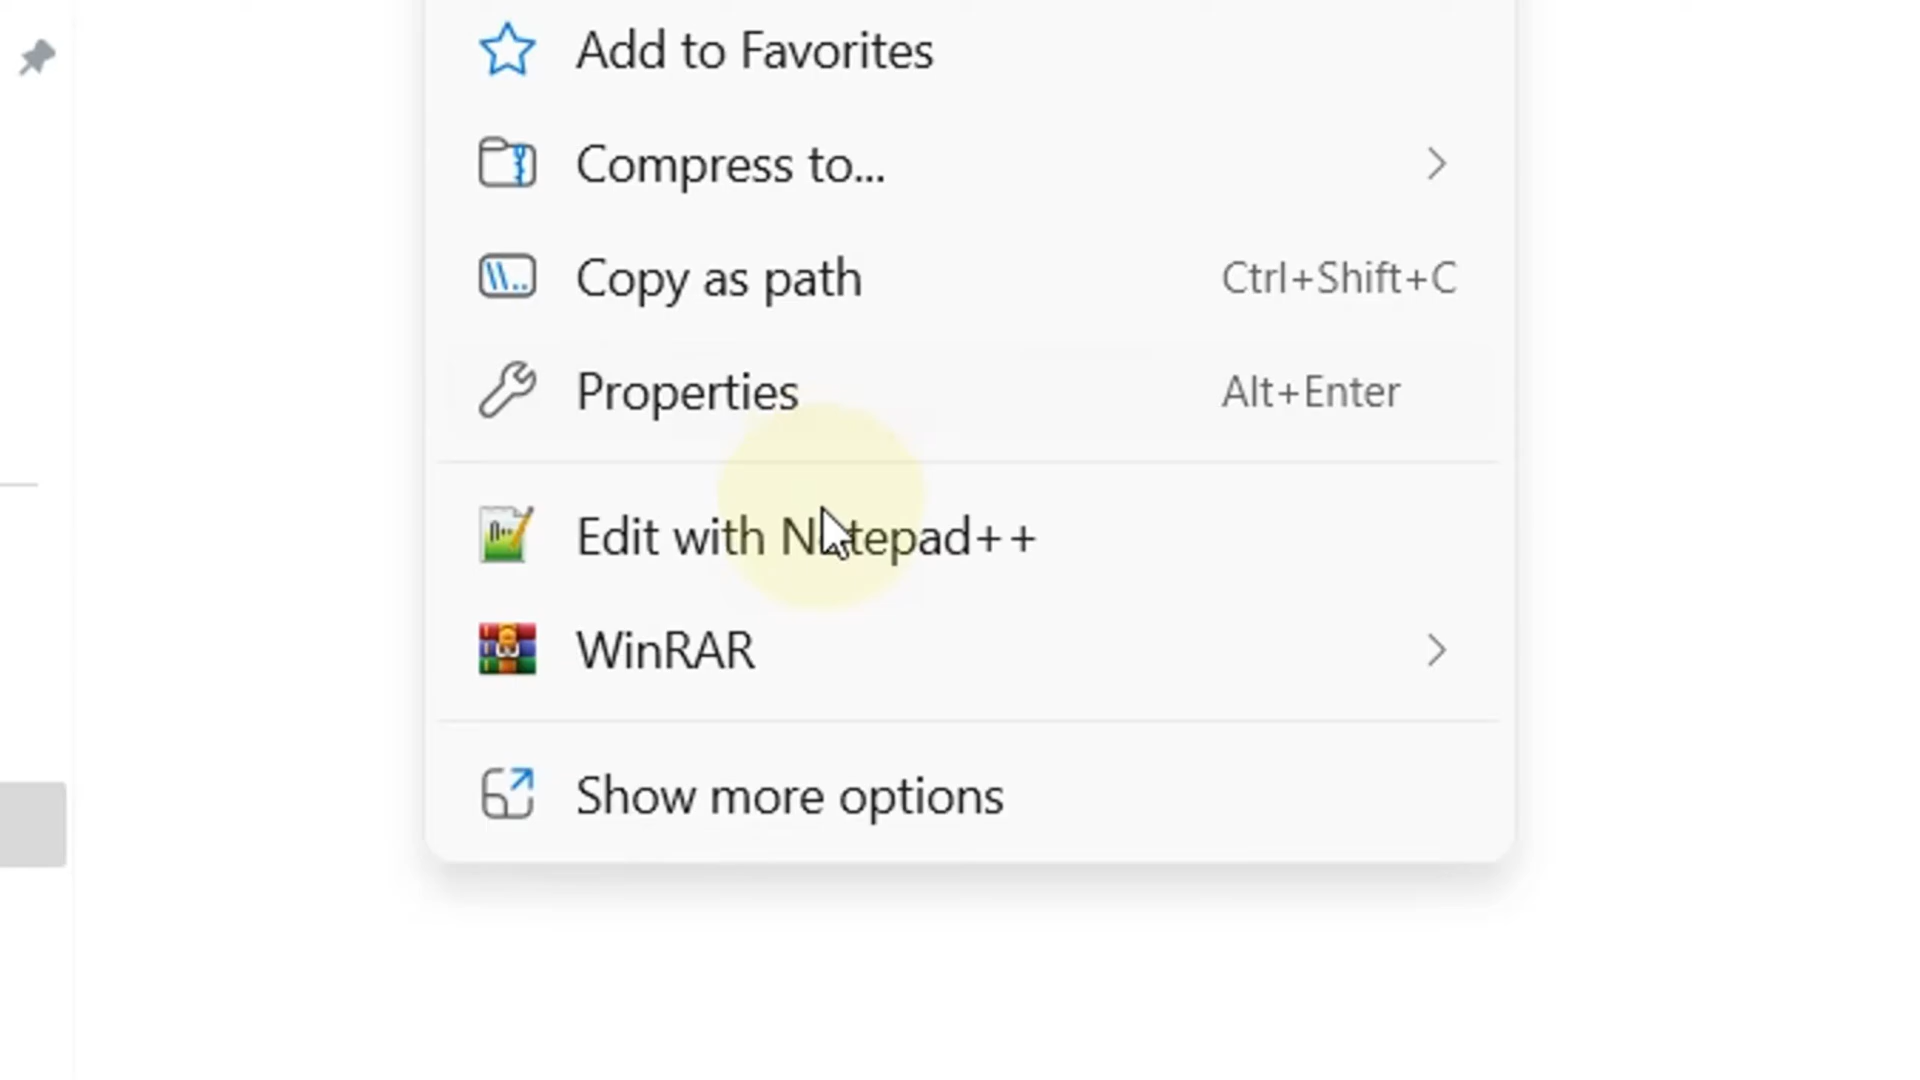 Add to Favorites
Compress to...
Copy as path Ctrl+Shift+C
Properties Alt+Enter
Edit with Notepad++
WinRAR
Show more options